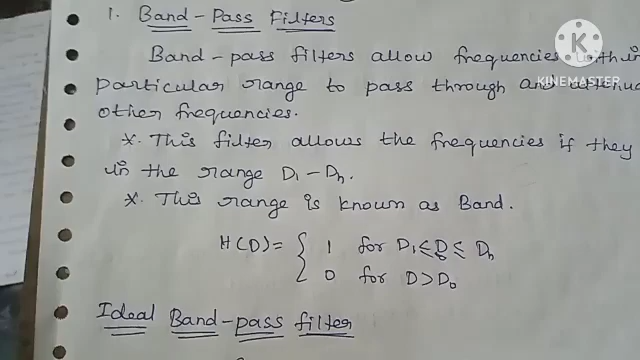 1. Band-Pass Filters
Band-pass filters allow frequencies within
particular range to pass through and attenua
other frequencies.
*. This filter allows the frequencies if they
in the range D1 - Dh.
*. This range is known as Band.
H(D) = { 1 for D1 ≤ D ≤ Dh
0 for D > D0
Ideal Band-pass filter
KINEMASTER